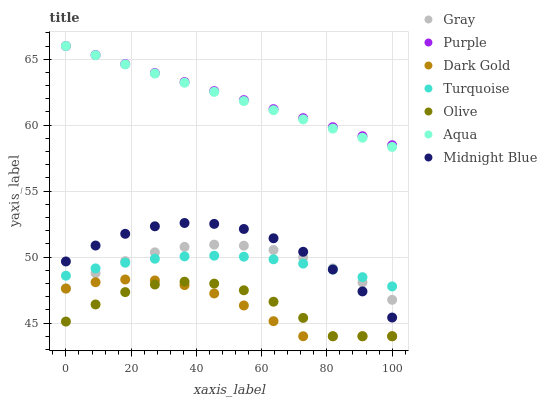 title
Gray
Purple
Dark Gold
Turquoise
Olive
Aqua
Midnight Blue
yaxis_label
65
60
55
50
45
0
20
40
60
80
100
xaxis_label